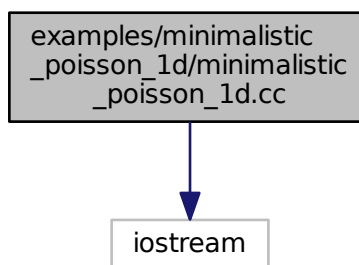 examples/minimalistic
_poisson_1d/minimalistic
_poisson_1d.cc
iostream